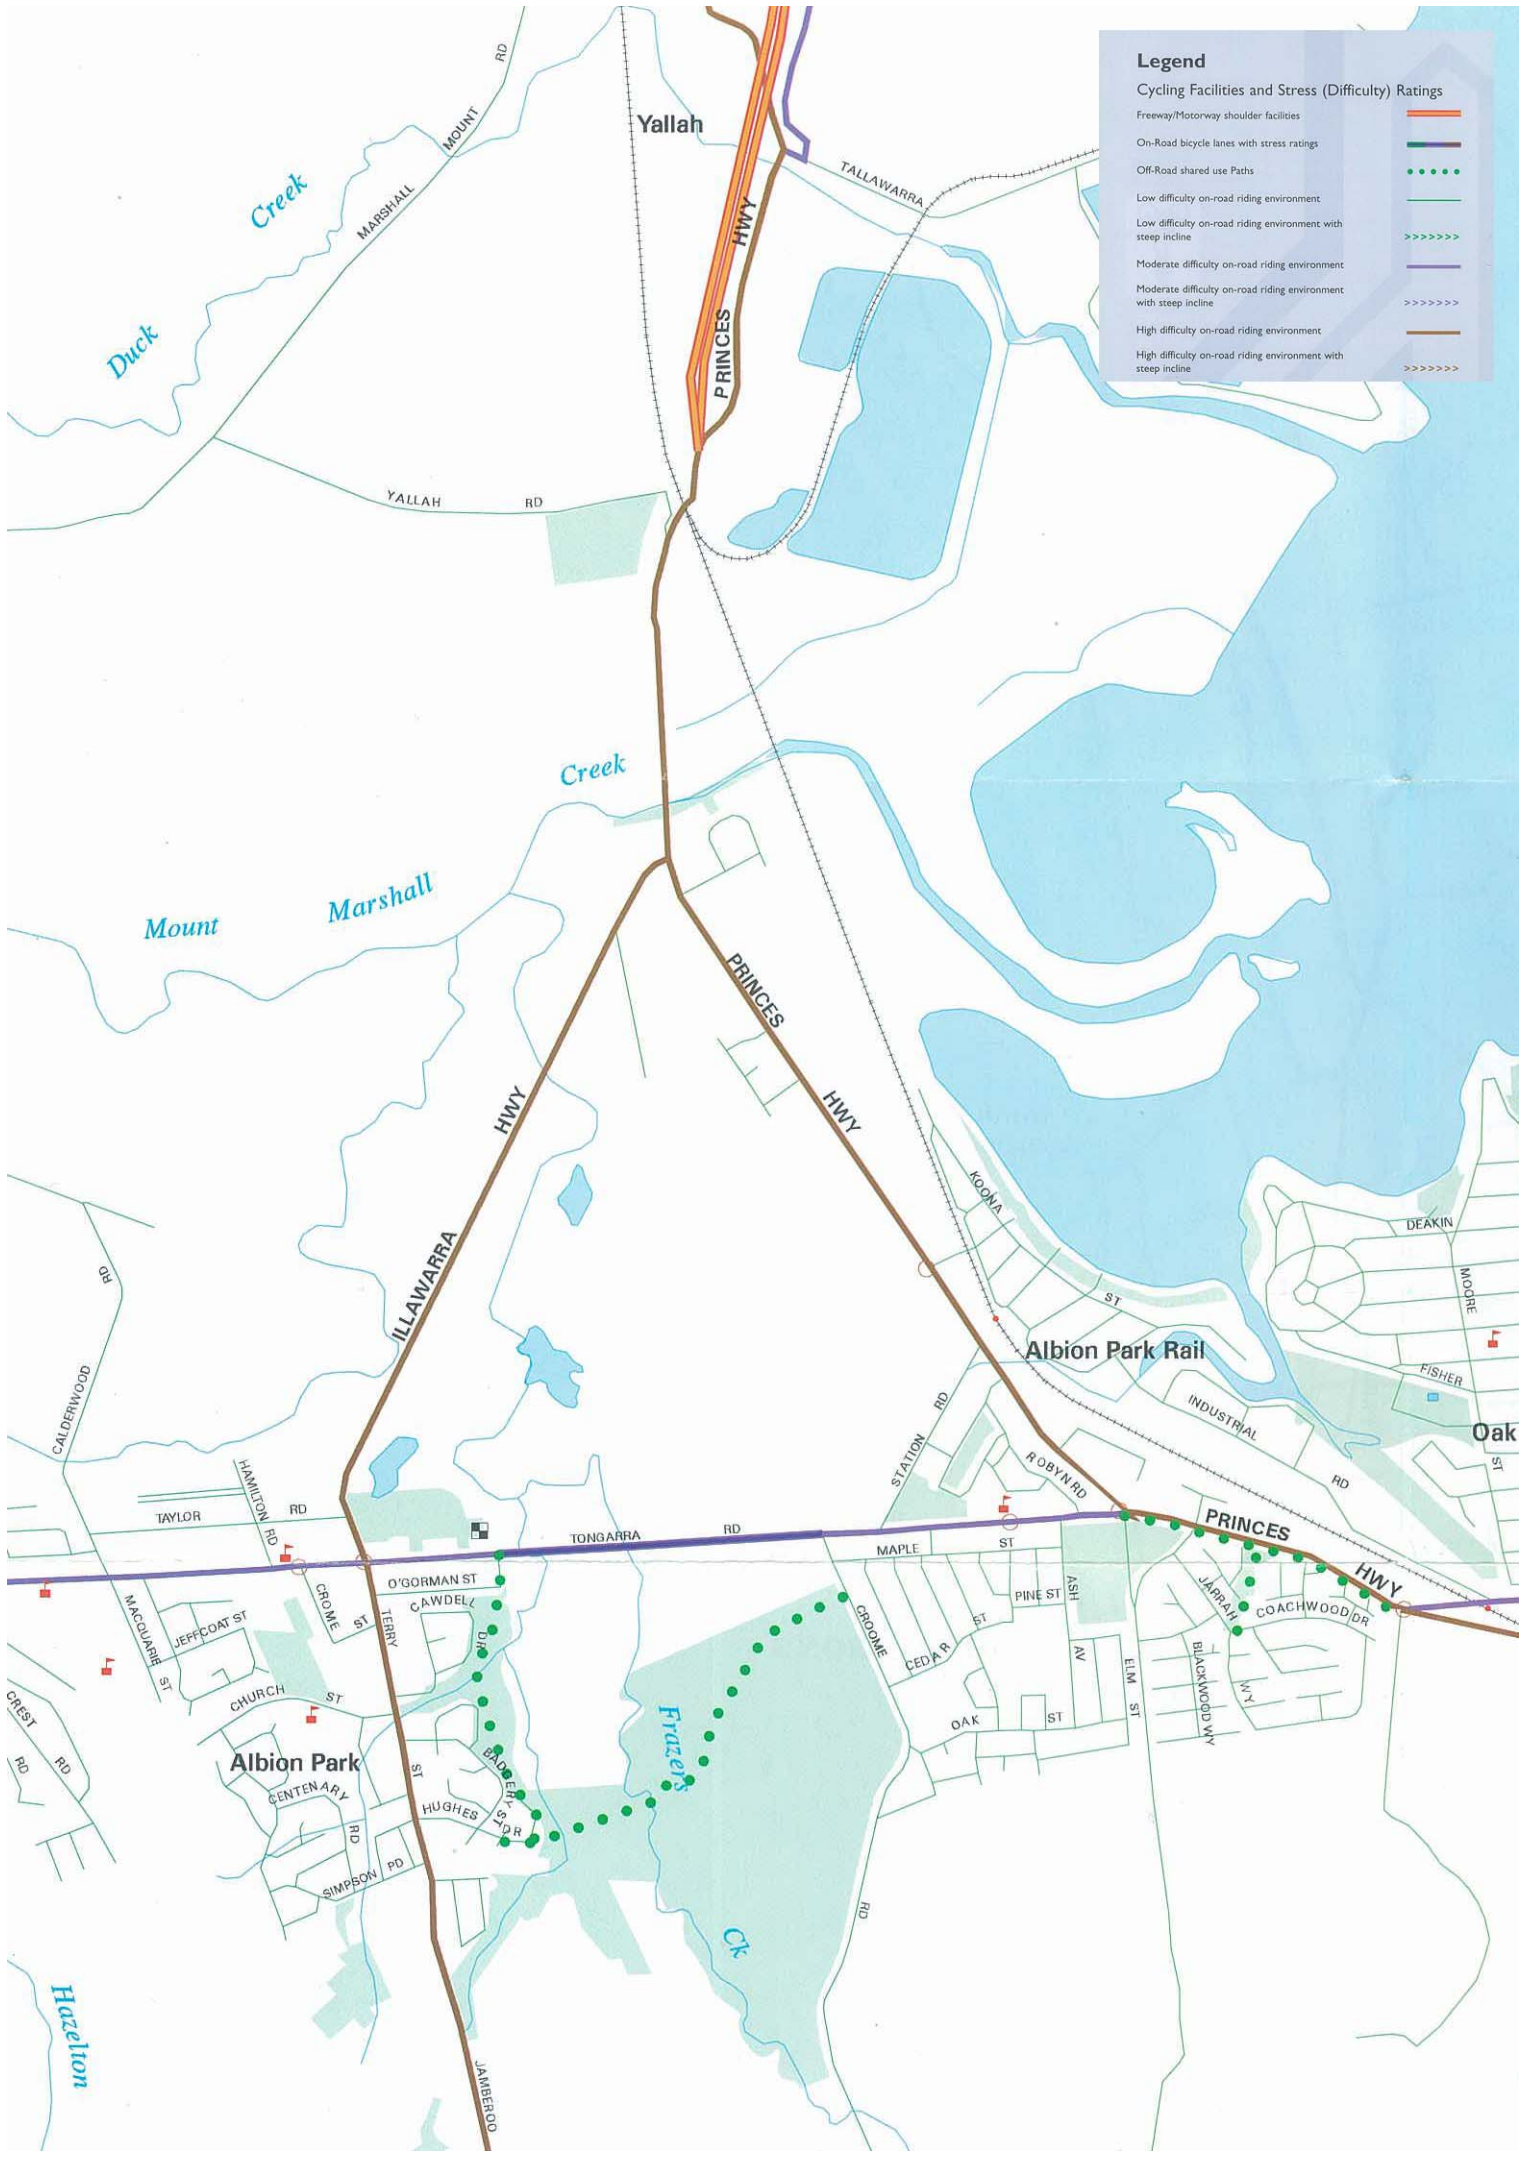 Legend
Cycling Facilities and Stress (Difficulty) Ratings
Freeway/Motorway shoulder facilities
On-Road bicycle lanes with stress ratings
Off-Road shared use Paths
Low difficulty on-road riding environment
Low difficulty on-road riding environment with
steep incline
Moderate difficulty on-road riding environment
Moderate difficulty on-road riding environment
with steep incline
High difficulty on-road riding environment
High difficulty on-road riding environment with
steep incline
RD
MOUNT
MARSHALL
Yallah
TALLAWARRA
Creek
Duck
HWY
PRINCES
YALLAH
RD
Creek
Marshall
Mount
PRINCES
HWY
HWY
ILLAWARRA
KOONA
ST
DEAKIN
MOORE
ST
FISHER
Oak
RD
CALDERWOOD
Albion Park Rail
INDUSTRIAL
RD
STATION
RD
ROBYN RD
HAMILTON RD
TAYLOR
RD
TONGARRA
RD
PRINCES
HWY
MAPLE
ST
O'GORMAN ST
CAWDELL
DR
CROME
ST
TERRY
ST
MACQUARIE
ST
JEFFCOAT ST
CHURCH
ST
PINE ST
ASH
AV
CEDAR
ST
GROOME
RD
ELM
ST
JARRAH
WY
COACHWOOD DR
BLACKWOOD WY
OAK
ST
CREST
RD
RD
Albion Park
CENTENARY
RD
BADGERY
ST
HUGHES
DR
SIMPSON
PD
Frazers
Ck
Hazelton
JAMBEROO